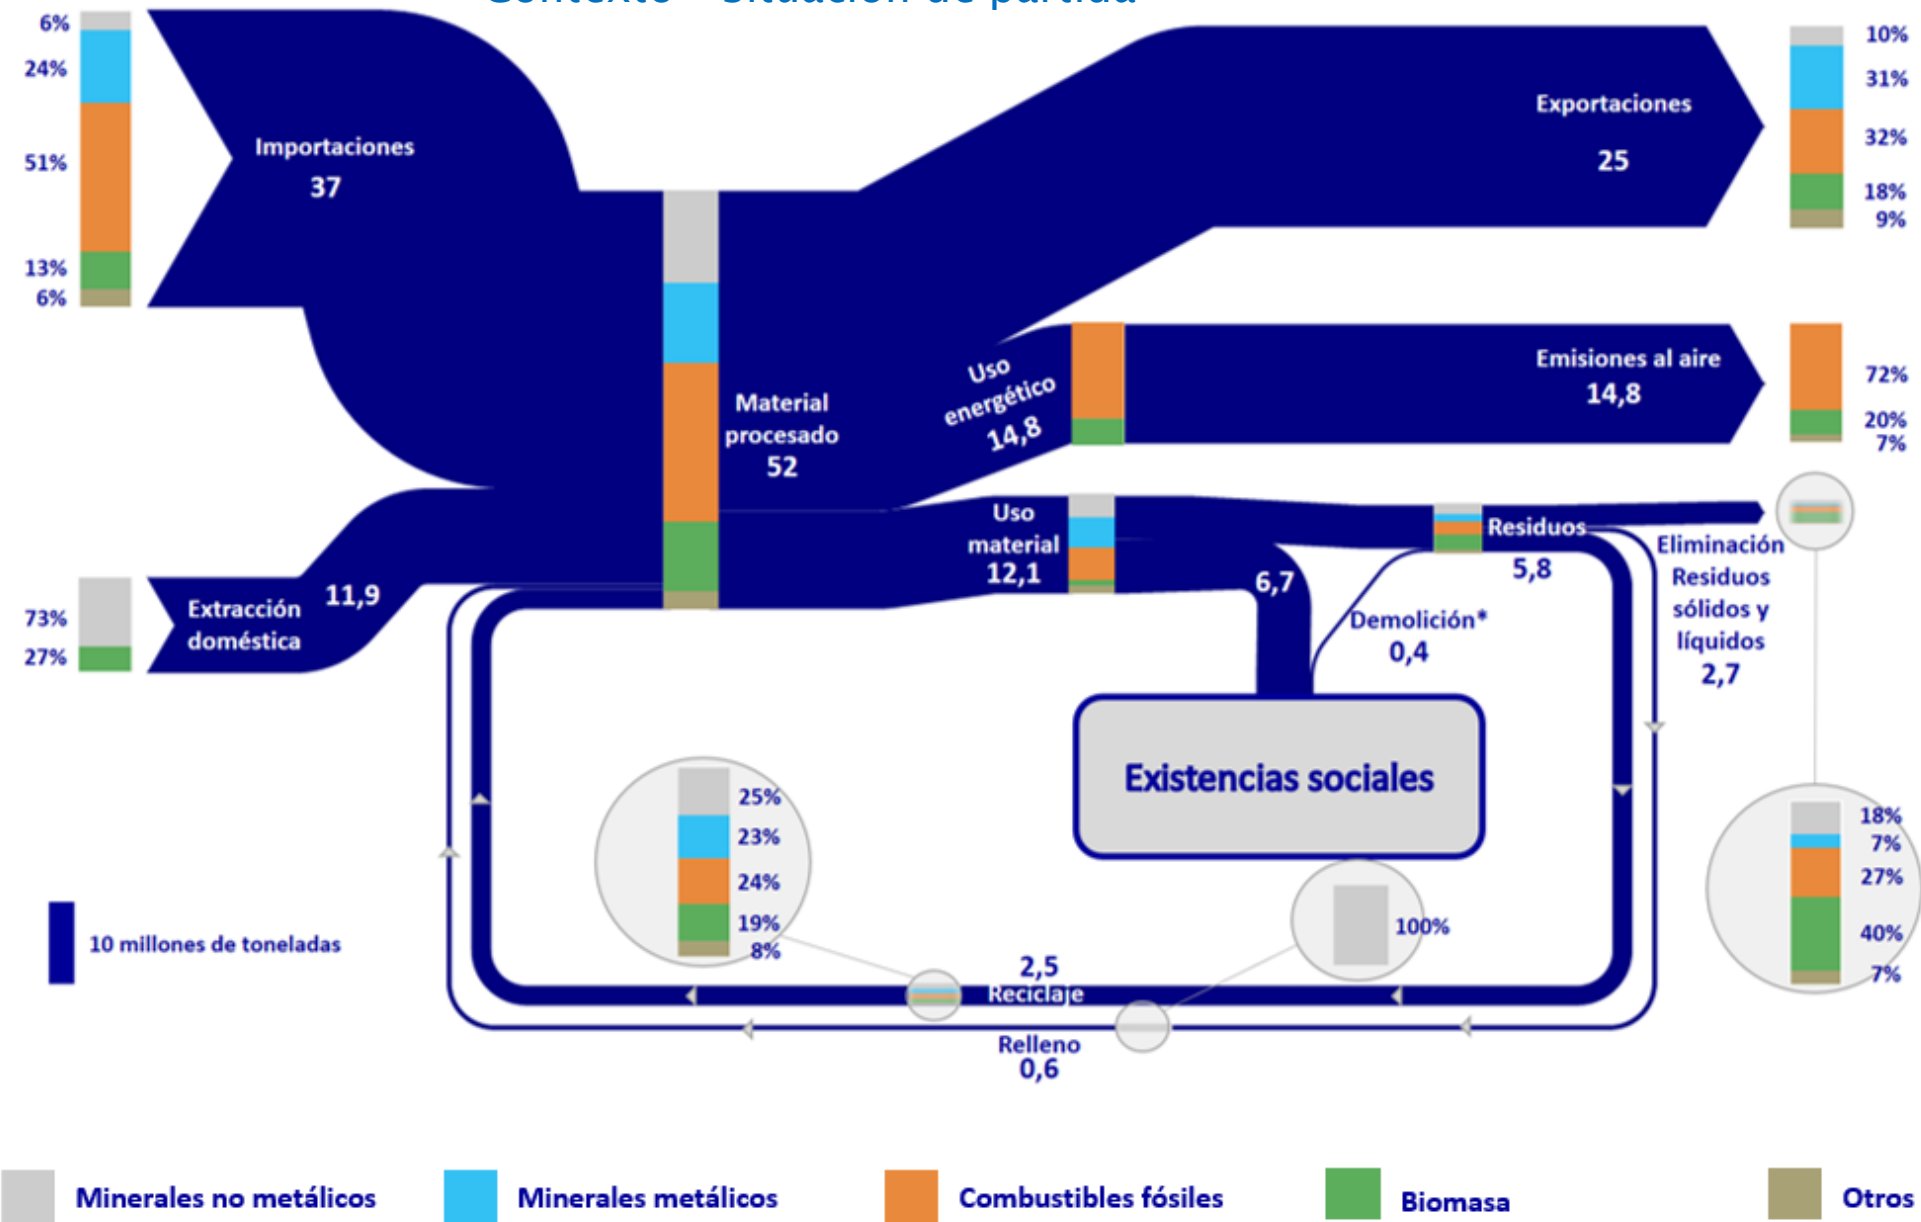 Contexto – Situación de partida
6%
24%
51%
13%
6%
Importaciones
37
Exportaciones
25
10%
31%
32%
18%
9%
Material
procesado
52
Uso
energético
14,8
Emisiones al aire
14,8
72%
20%
7%
73%
27%
Extracción
doméstica
11,9
Uso
material
12,1
6,7
Residuos
5,8
Demolición*
0,4
Eliminación
Residuos
sólidos y
líquidos
2,7
Existencias sociales
25%
23%
24%
19%
8%
100%
18%
7%
27%
40%
7%
10 millones de toneladas
2,5
Reciclaje
Relleno
0,6
Minerales no metálicos
Minerales metálicos
Combustibles fósiles
Biomasa
Otros